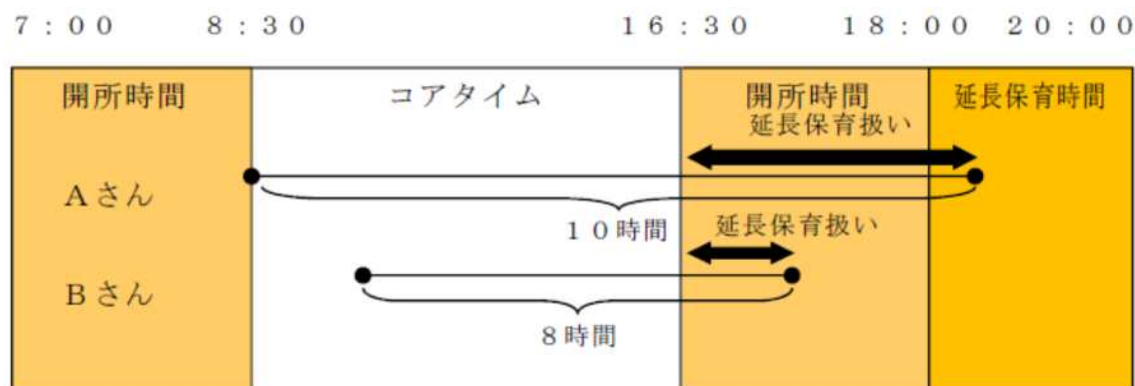 ７：００　８：３０　１６：３０　１８：００　２０：００
開所時間　コアタイム　開所時間　延長保育時間
延長保育扱い
Ａさん
１０時間　延長保育扱い
Ｂさん
８時間